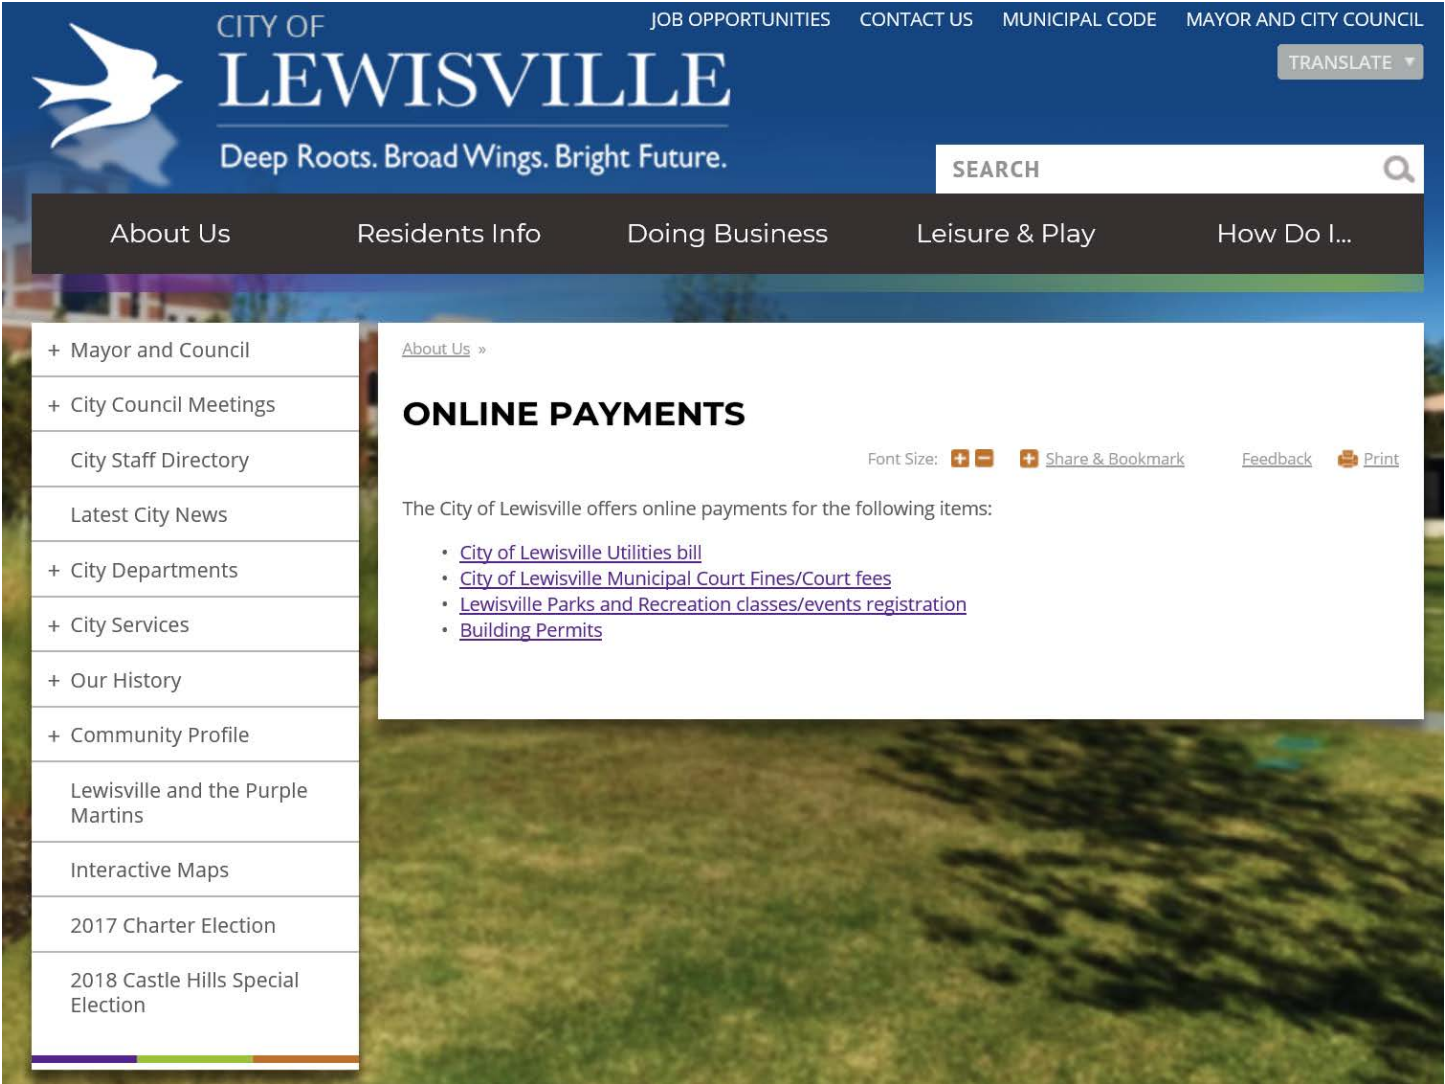 JOB OPPORTUNITIES CONTACT US MUNICIPAL CODE MAYOR AND CITY COUNCIL
CITY OF
LEWISVILLE
Deep Roots. Broad Wings. Bright Future.
TRANSLATE
SEARCH
About Us Residents Info Doing Business Leisure & Play How Do I...
+ Mayor and Council
+ City Council Meetings
City Staff Directory
Latest City News
+ City Departments
+ City Services
+ Our History
+ Community Profile
Lewisville and the Purple
Martins
Interactive Maps
2017 Charter Election
2018 Castle Hills Special
Election
About Us »
ONLINE PAYMENTS
Font Size: + − + Share & Bookmark Feedback Print
The City of Lewisville offers online payments for the following items:
• City of Lewisville Utilities bill
• City of Lewisville Municipal Court Fines/Court fees
• Lewisville Parks and Recreation classes/events registration
• Building Permits